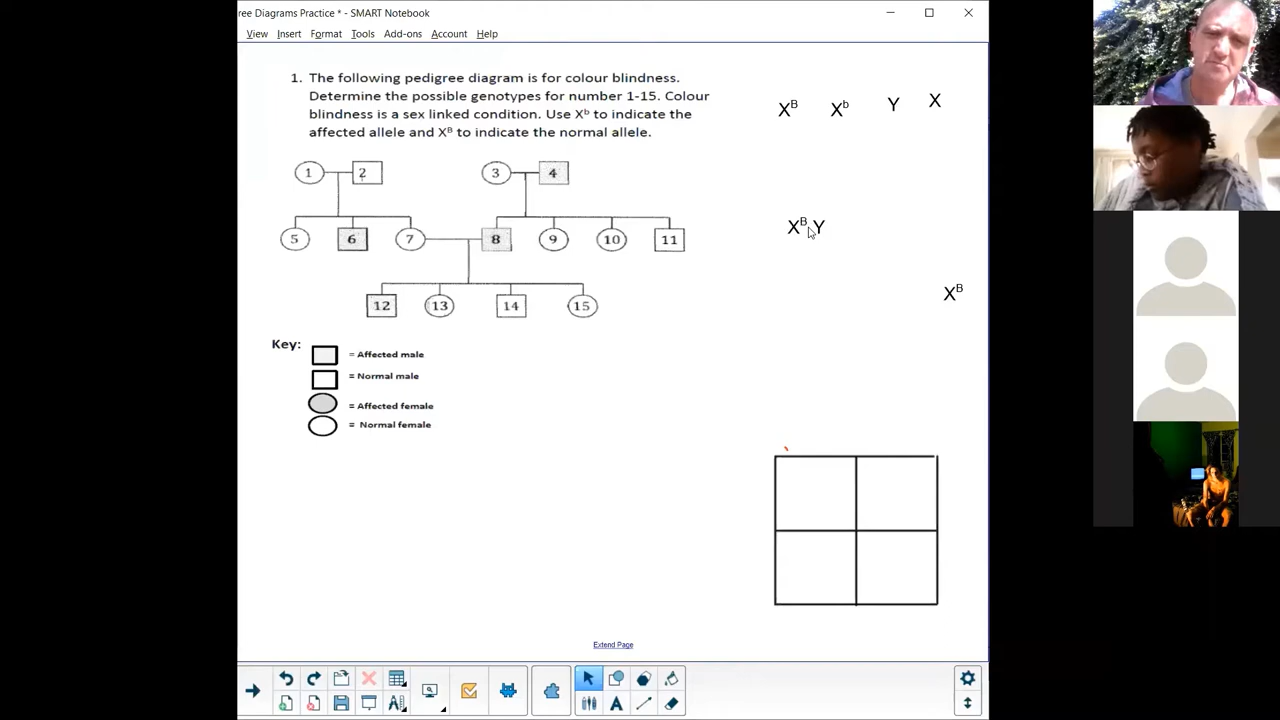 ree Diagrams Practice * - SMART Notebook
View Insert Format Tools Add-ons Account Help
1. The following pedigree diagram is for colour blindness.
Determine the possible genotypes for number 1-15. Colour
blindness is a sex linked condition. Use Xᵇ to indicate the
affected allele and Xᴮ to indicate the normal allele.
Xᴮ Xᵇ Y X
1 2 3 4
5 6 7 8 9 10 11
XᴮY
Xᴮ
12 13 14 15
Key:
= Affected male
= Normal male
= Affected female
= Normal female
Extend Page